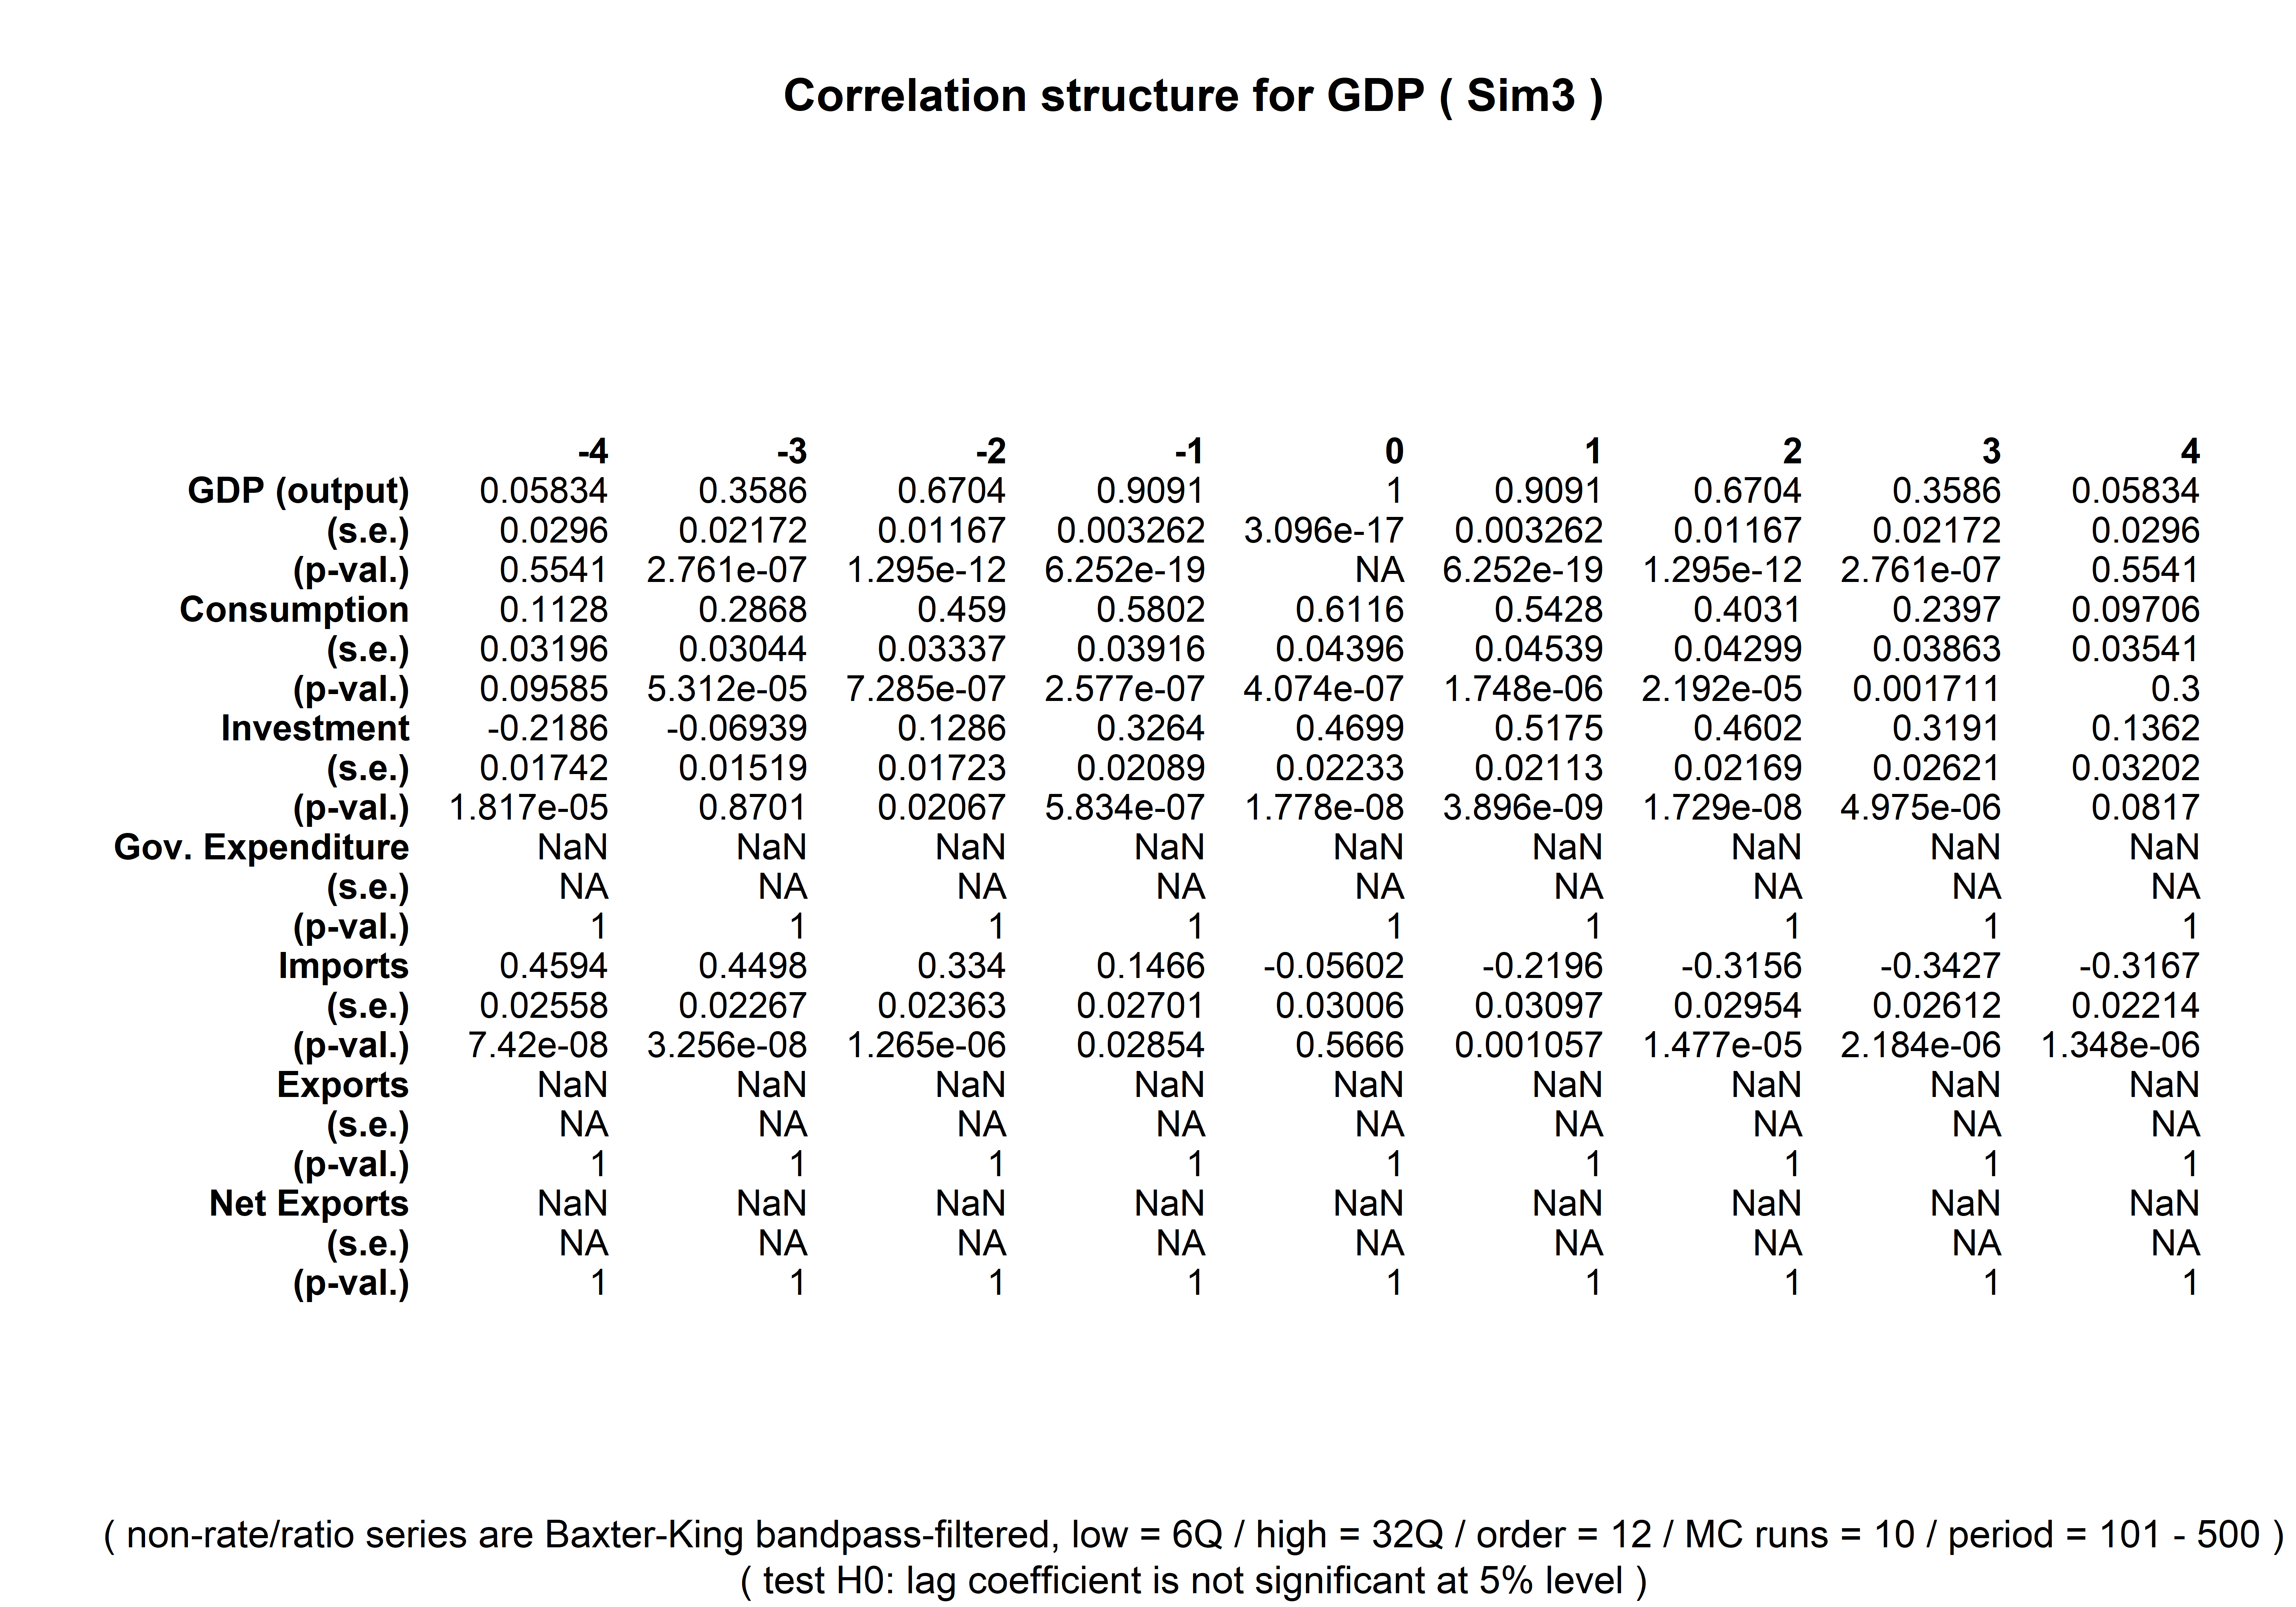 Correlation structure for GDP ( Sim3 )
-4 -3 -2 -1 0 1 2 3 4
GDP (output) 0.05834 0.3586 0.6704 0.9091 1 0.9091 0.6704 0.3586 0.05834
(s.e.) 0.0296 0.02172 0.01167 0.003262 3.096e-17 0.003262 0.01167 0.02172 0.0296
(p-val.) 0.5541 2.761e-07 1.295e-12 6.252e-19 NA 6.252e-19 1.295e-12 2.761e-07 0.5541
Consumption 0.1128 0.2868 0.459 0.5802 0.6116 0.5428 0.4031 0.2397 0.09706
(s.e.) 0.03196 0.03044 0.03337 0.03916 0.04396 0.04539 0.04299 0.03863 0.03541
(p-val.) 0.09585 5.312e-05 7.285e-07 2.577e-07 4.074e-07 1.748e-06 2.192e-05 0.001711 0.3
Investment -0.2186 -0.06939 0.1286 0.3264 0.4699 0.5175 0.4602 0.3191 0.1362
(s.e.) 0.01742 0.01519 0.01723 0.02089 0.02233 0.02113 0.02169 0.02621 0.03202
(p-val.) 1.817e-05 0.8701 0.02067 5.834e-07 1.778e-08 3.896e-09 1.729e-08 4.975e-06 0.0817
Gov. Expenditure NaN NaN NaN NaN NaN NaN NaN NaN NaN
(s.e.) NA NA NA NA NA NA NA NA NA
(p-val.) 1 1 1 1 1 1 1 1 1
Imports 0.4594 0.4498 0.334 0.1466 -0.05602 -0.2196 -0.3156 -0.3427 -0.3167
(s.e.) 0.02558 0.02267 0.02363 0.02701 0.03006 0.03097 0.02954 0.02612 0.02214
(p-val.) 7.42e-08 3.256e-08 1.265e-06 0.02854 0.5666 0.001057 1.477e-05 2.184e-06 1.348e-06
Exports NaN NaN NaN NaN NaN NaN NaN NaN NaN
(s.e.) NA NA NA NA NA NA NA NA NA
(p-val.) 1 1 1 1 1 1 1 1 1
Net Exports NaN NaN NaN NaN NaN NaN NaN NaN NaN
(s.e.) NA NA NA NA NA NA NA NA NA
(p-val.) 1 1 1 1 1 1 1 1 1
( non-rate/ratio series are Baxter-King bandpass-filtered, low = 6Q / high = 32Q / order = 12 / MC runs = 10 / period = 101 - 500 )
( test H0: lag coefficient is not significant at 5% level )